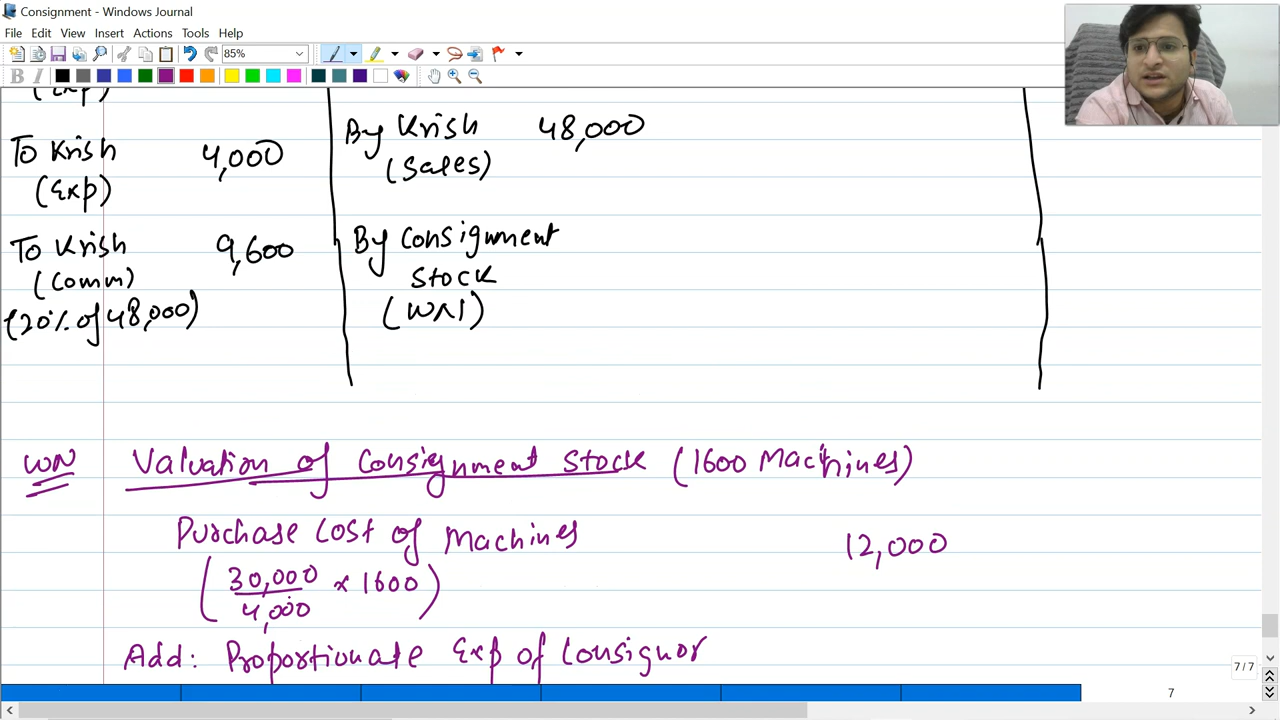 Consignment - Windows Journal
File Edit View Insert Actions Tools Help
85%
B I
(Exp)
To Krish 4,000
(Exp)
To Krish 9,600
(Comm)
(20% of 48,000)
By Krish 48,000
(Sales)
By Consignment
Stock
(WN1)
WN Valuation of Consignment Stock (1600 Machines)
Purchase Cost of Machines 12,000
(30,000/4,000 × 1600)
Add: Proportionate Exp of Consignor
7 / 7
7